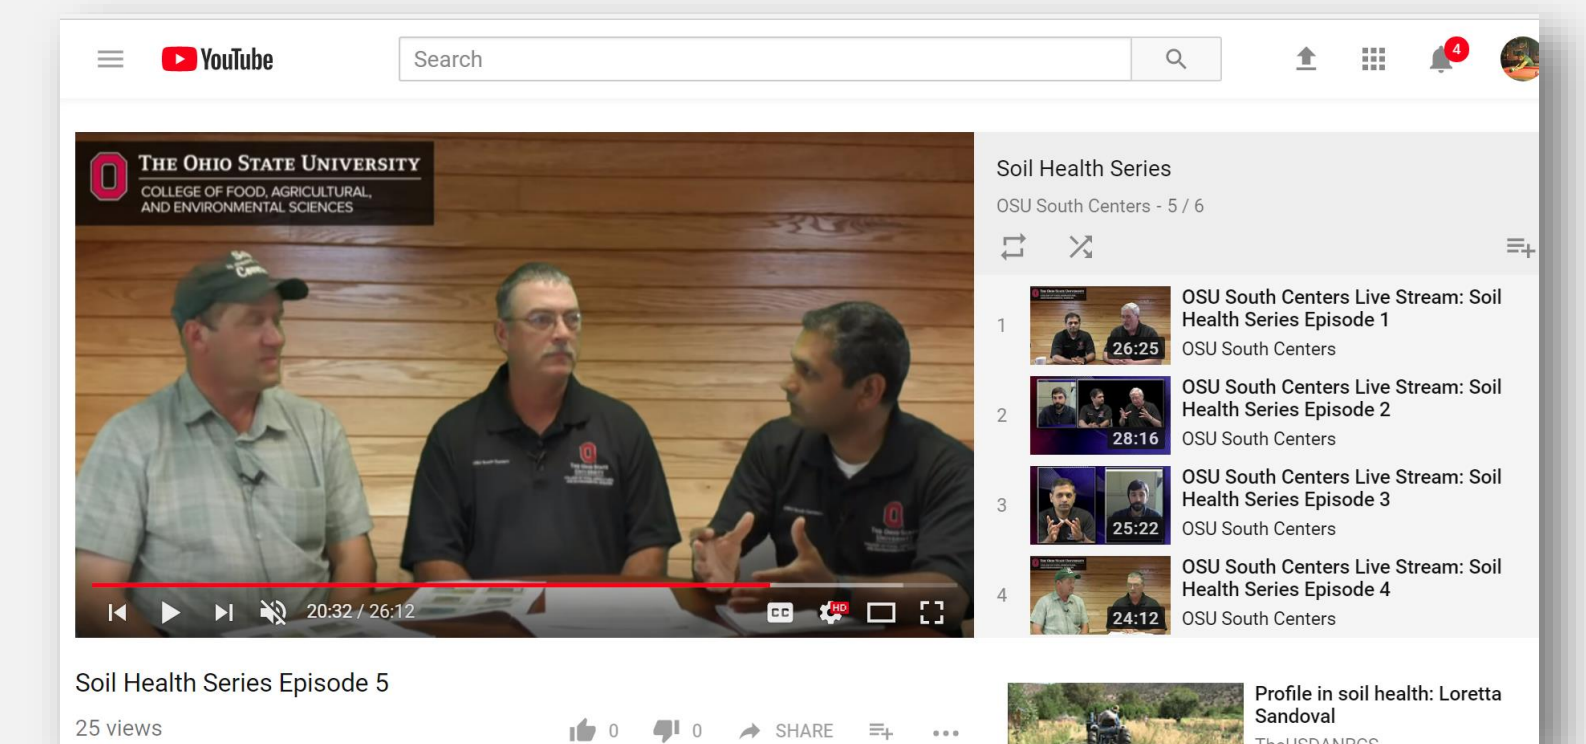 YouTube
Search
4
THE OHIO STATE UNIVERSITY
COLLEGE OF FOOD, AGRICULTURAL,
AND ENVIRONMENTAL SCIENCES
20:32 / 26:12
CC
HD
Soil Health Series Episode 5
25 views
0
0
SHARE
Soil Health Series
OSU South Centers - 5 / 6
1
26:25
OSU South Centers Live Stream: Soil
Health Series Episode 1
OSU South Centers
2
28:16
OSU South Centers Live Stream: Soil
Health Series Episode 2
OSU South Centers
3
25:22
OSU South Centers Live Stream: Soil
Health Series Episode 3
OSU South Centers
4
24:12
OSU South Centers Live Stream: Soil
Health Series Episode 4
OSU South Centers
Profile in soil health: Loretta
Sandoval
TheUSDANRCS